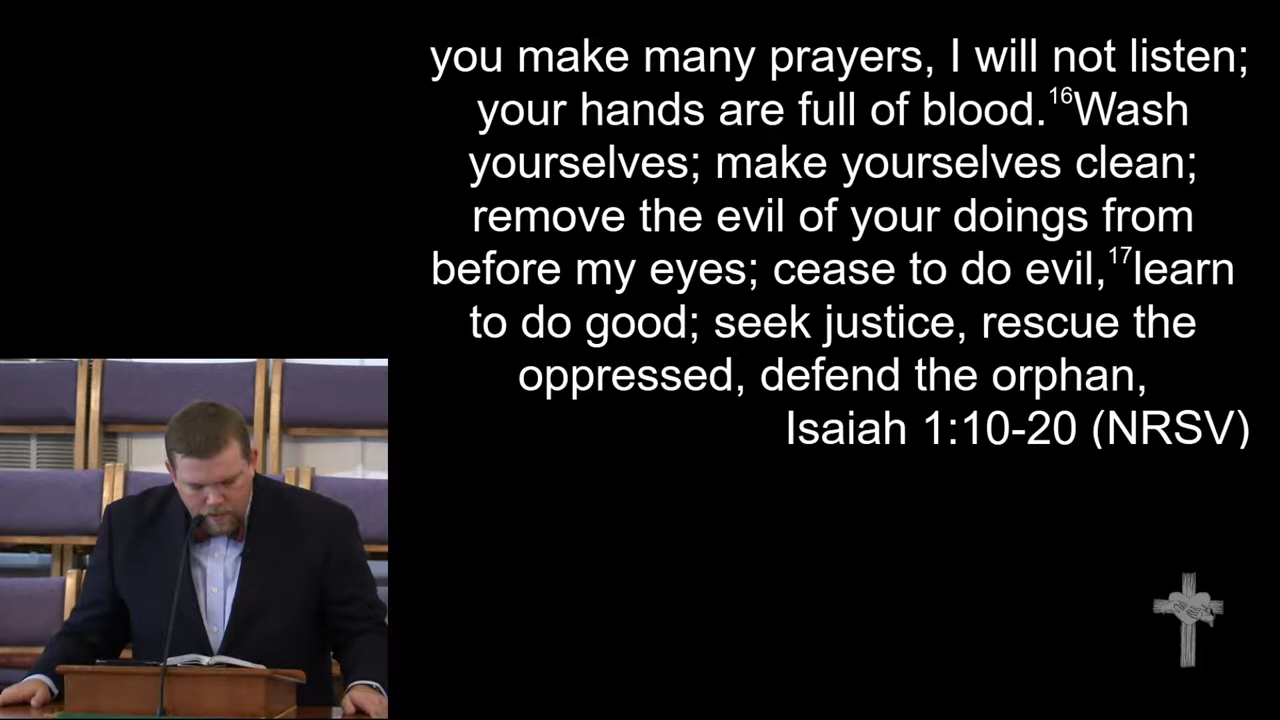 you make many prayers, I will not listen;
your hands are full of blood.16Wash
yourselves; make yourselves clean;
remove the evil of your doings from
before my eyes; cease to do evil,17learn
to do good; seek justice, rescue the
oppressed, defend the orphan,
Isaiah 1:10-20 (NRSV)